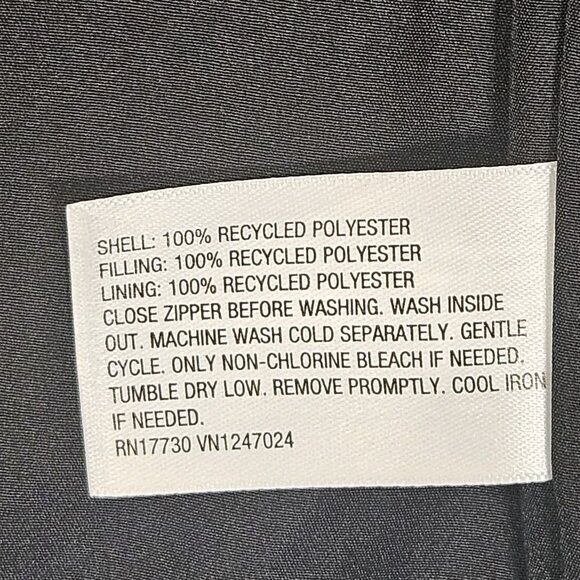 SHELL: 100% RECYCLED POLYESTER
FILLING: 100% RECYCLED POLYESTER
LINING: 100% RECYCLED POLYESTER
CLOSE ZIPPER BEFORE WASHING. WASH INSIDE
OUT. MACHINE WASH COLD SEPARATELY. GENTLE
CYCLE. ONLY NON-CHLORINE BLEACH IF NEEDED.
TUMBLE DRY LOW. REMOVE PROMPTLY. COOL IRON
IF NEEDED.
RN17730 VN1247024